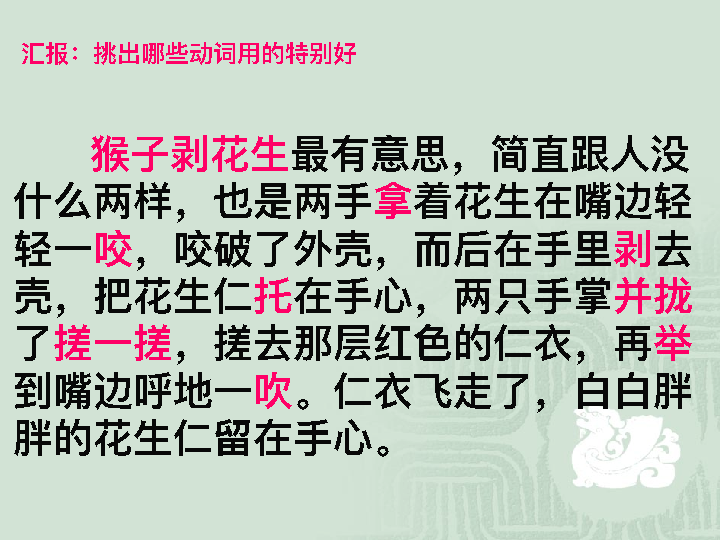 汇报：挑出哪些动词用的特别好
猴子剥花生最有意思，简直跟人没
什么两样，也是两手拿着花生在嘴边轻
轻一咬，咬破了外壳，而后在手里剥去
壳，把花生仁托在手心，两只手掌并拢
了搓一搓，搓去那层红色的仁衣，再举
到嘴边呼地一吹。仁衣飞走了，白白胖
胖的花生仁留在手心。